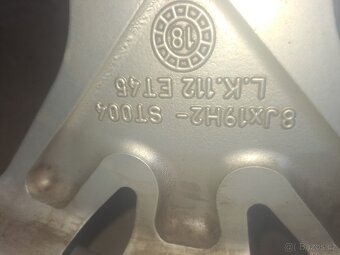 8Jx19H2-ST004
L.K.112 ET45
18
Bazos.cz